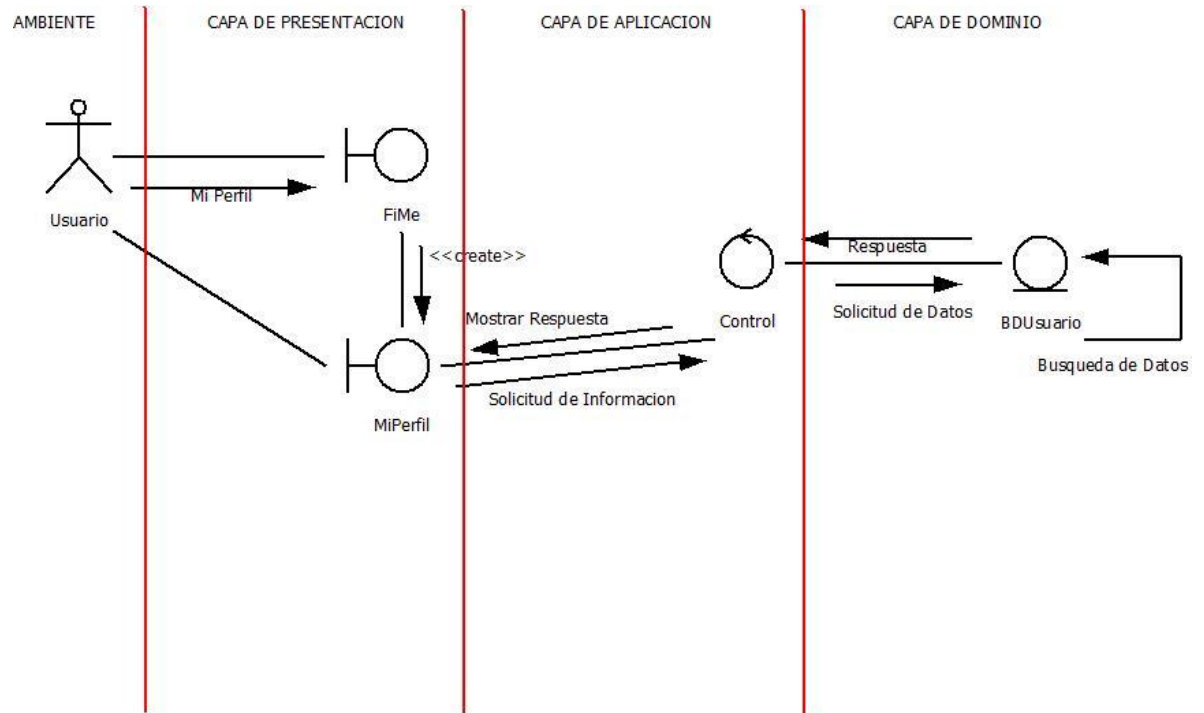 AMBIENTE
CAPA DE PRESENTACION
CAPA DE APLICACION
CAPA DE DOMINIO
Mi Perfil
Usuario
FiMe
<<create>>
Respuesta
Mostrar Respuesta
Control
Solicitud de Datos
BDUsuario
Busqueda de Datos
Solicitud de Informacion
MiPerfil